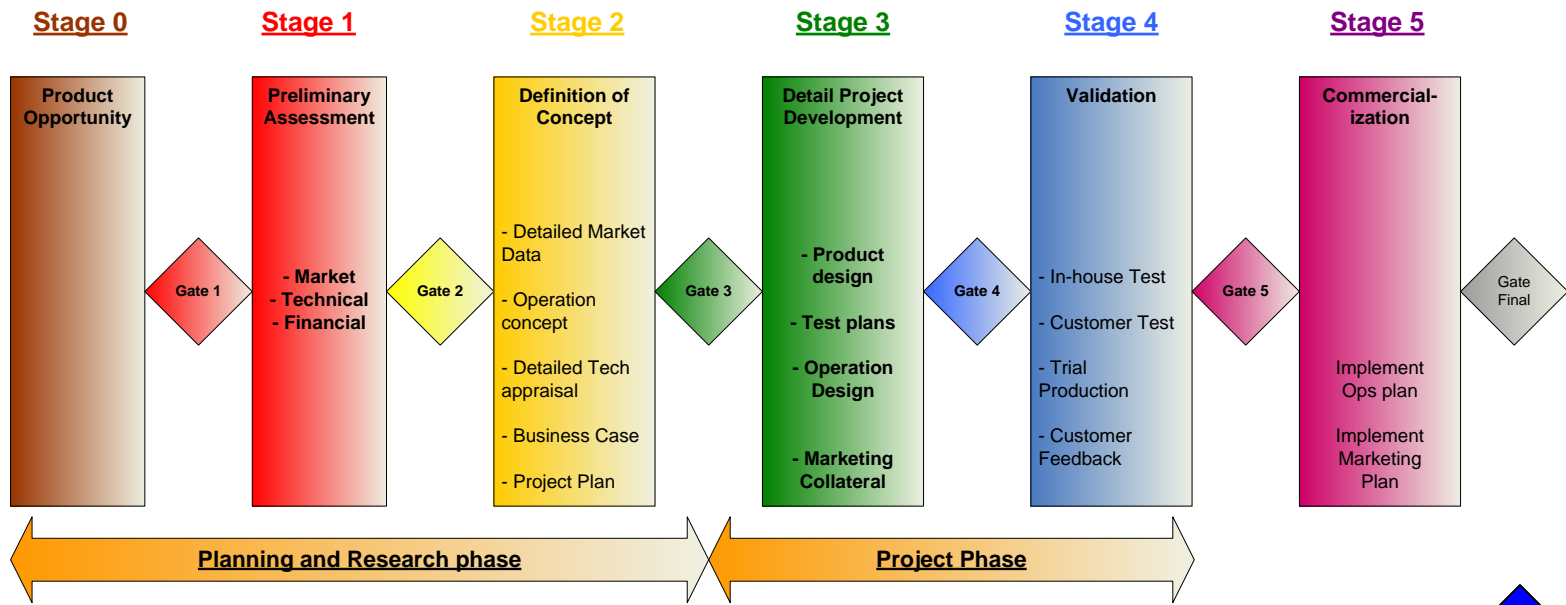 Stage 0
Stage 1
Stage 2
Stage 3
Stage 4
Stage 5
Product
Opportunity
Gate 1
Preliminary
Assessment
- Market
- Technical
- Financial
Gate 2
Definition of
Concept
- Detailed Market
Data
- Operation
concept
- Detailed Tech
appraisal
- Business Case
- Project Plan
Gate 3
Detail Project
Development
- Product
design
- Test plans
- Operation
Design
- Marketing
Collateral
Gate 4
Validation
- In-house Test
- Customer Test
- Trial
Production
- Customer
Feedback
Gate 5
Commercial-
ization
Implement
Ops plan
Implement
Marketing
Plan
Gate
Final
Planning and Research phase
Project Phase